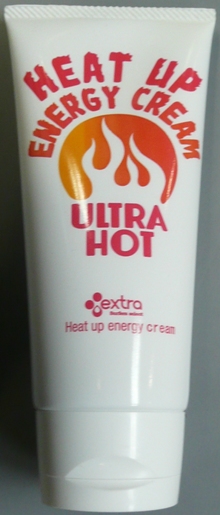 HEAT UP
ENERGY CREAM
ULTRA
HOT
extra
Heat up energy cream